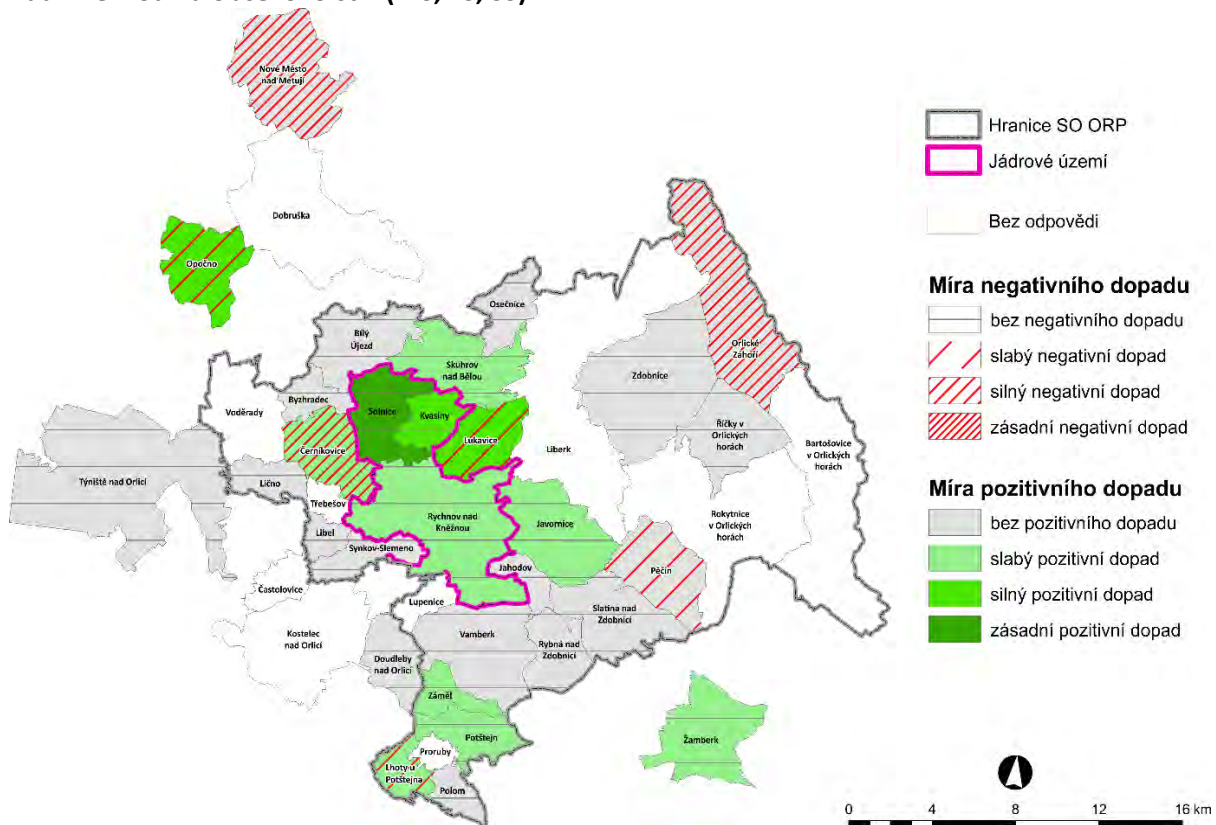 Nové Město
nad Metují
Dobruška
Opočno
Osečnice
Bílý
Újezd
Skuhrov
nad Bělou
Zdobnice
Orlické
Záhoří
Byzhradec
Solnice
Kvasiny
Voděrady
Lukavice
Říčky v
Orlických
horách
Bartošovice
v Orlických
horách
Černíkovice
Liberk
Týniště nad Orlicí
Lično
Třebešov
Rychnov nad
Kněžnou
Javornice
Rokytnice
v Orlických
horách
Libel
Synkov-Slemeno
Jahodov
Pěčín
Častolovice
Lupenice
Slatina nad
Zdobnicí
Kostelec
nad Orlicí
Vamberk
Rybná nad
Zdobnicí
Doudleby
nad Orlicí
Záměl
Potštejn
Žamberk
Proruby
Lhoty u
Potštejna
Polom
Hranice SO ORP
Jádrové území
Bez odpovědi
Míra negativního dopadu
bez negativního dopadu
slabý negativní dopad
silný negativní dopad
zásadní negativní dopad
Míra pozitivního dopadu
bez pozitivního dopadu
slabý pozitivní dopad
silný pozitivní dopad
zásadní pozitivní dopad
0 4 8 12 16 km